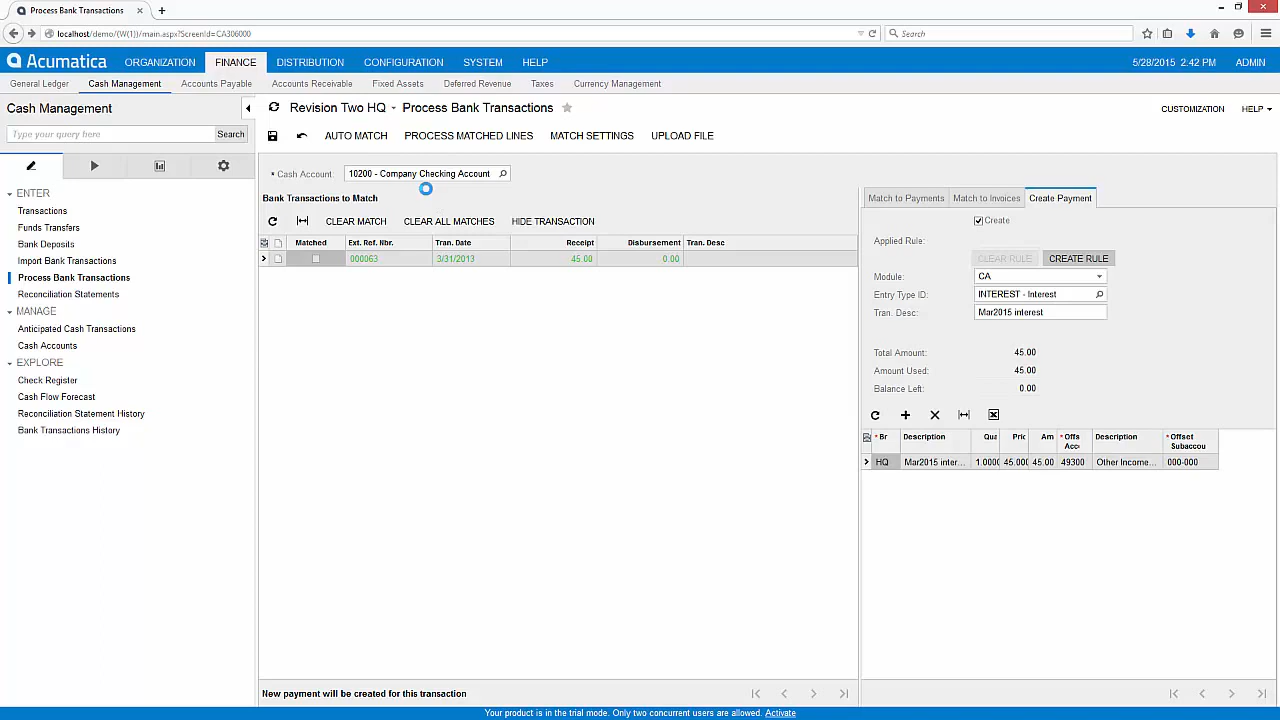 Process Bank Transactions
localhost/demo/(W(1))/main.aspx?ScreenId=CA306000
Search
Acumatica
ORGANIZATION FINANCE DISTRIBUTION CONFIGURATION SYSTEM HELP
5/28/2015 2:42 PM ADMIN
General Ledger Cash Management Accounts Payable Accounts Receivable Fixed Assets Deferred Revenue Taxes Currency Management
Cash Management
Type your query here Search
ENTER
Transactions
Funds Transfers
Bank Deposits
Import Bank Transactions
Process Bank Transactions
Reconciliation Statements
MANAGE
Anticipated Cash Transactions
Cash Accounts
EXPLORE
Check Register
Cash Flow Forecast
Reconciliation Statement History
Bank Transactions History
Revision Two HQ Process Bank Transactions
CUSTOMIZATION HELP
AUTO MATCH PROCESS MATCHED LINES MATCH SETTINGS UPLOAD FILE
* Cash Account: 10200 - Company Checking Account
Bank Transactions to Match
CLEAR MATCH CLEAR ALL MATCHES HIDE TRANSACTION
Matched Ext. Ref. Nbr. Tran. Date Receipt Disbursement Tran. Desc
000063 3/31/2013 45.00 0.00
New payment will be created for this transaction
Match to Payments Match to Invoices Create Payment
Create
Applied Rule:
CLEAR RULE CREATE RULE
Module: CA
Entry Type ID: INTEREST - Interest
Tran. Desc: Mar2015 interest
Total Amount: 45.00
Amount Used: 45.00
Balance Left: 0.00
* Br Description Qua Pric Am * Offs Acc Description * Offset Subaccou
HQ Mar2015 inter... 1.0000 45.000 45.00 49300 Other Income... 000-000
Your product is in the trial mode. Only two concurrent users are allowed. Activate